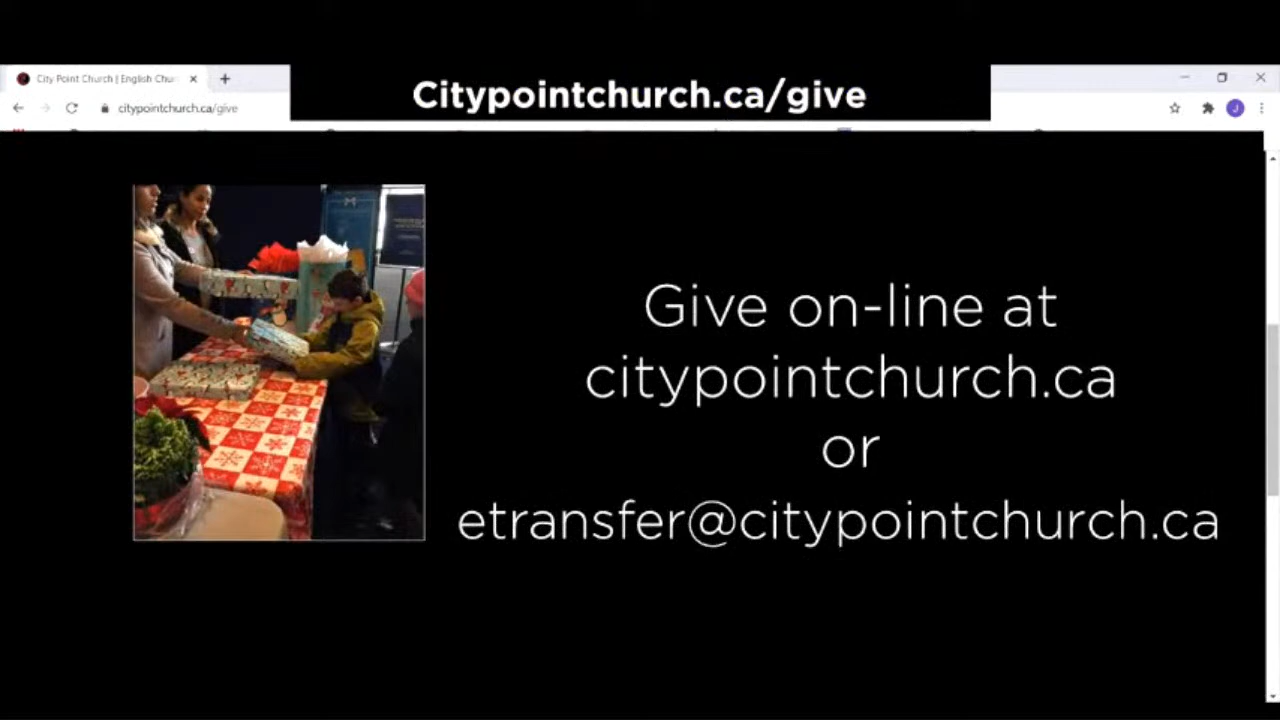 City Point Church | English Chu
Citypointchurch.ca/give
citypointchurch.ca/give
J
Give on-line at
citypointchurch.ca
or
etransfer@citypointchurch.ca